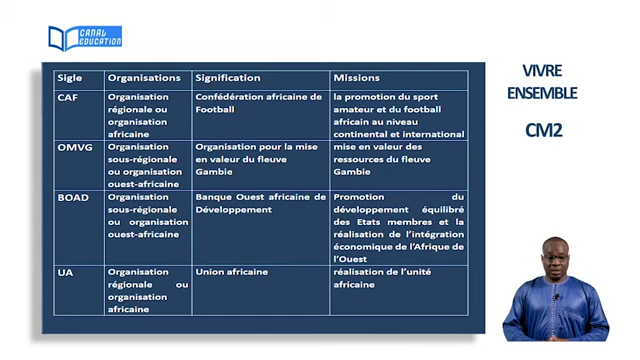 CANAL
EDUCATION
VIVRE
ENSEMBLE
CM2
Sigle Organisations Signification Missions
CAF
Organisation
régionale ou
organisation
africaine
Confédération africaine de
Football
la promotion du sport
amateur et du football
africain au niveau
continental et international
OMVG
Organisation
sous-régionale
ou organisation
ouest-africaine
Organisation pour la mise
en valeur du fleuve
Gambie
mise en valeur des
ressources du fleuve
Gambie
BOAD
Organisation
sous-régionale
ou organisation
ouest-africaine
Banque Ouest africaine de
Développement
Promotion du
développement équilibré
des Etats membres et la
réalisation de l'intégration
économique de l'Afrique de
l'Ouest
UA
Organisation
régionale ou
organisation
africaine
Union africaine
réalisation de l'unité
africaine